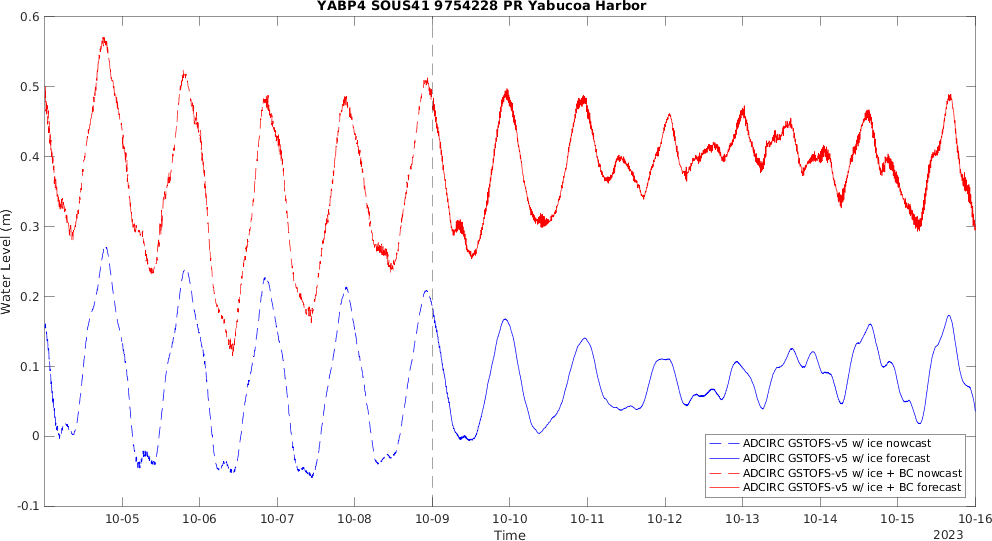 YABP4 SOUS41 9754228 PR Yabucoa Harbor
0.6
0.5
0.4
0.3
0.2
0.1
0
-0.1
Water Level (m)
ADCIRC GSTOFS-v5 w/ ice nowcast
ADCIRC GSTOFS-v5 w/ ice forecast
ADCIRC GSTOFS-v5 w/ ice + BC nowcast
ADCIRC GSTOFS-v5 w/ ice + BC forecast
10-05 10-06 10-07 10-08 10-09 10-10 10-11 10-12 10-13 10-14 10-15 10-16
Time
2023